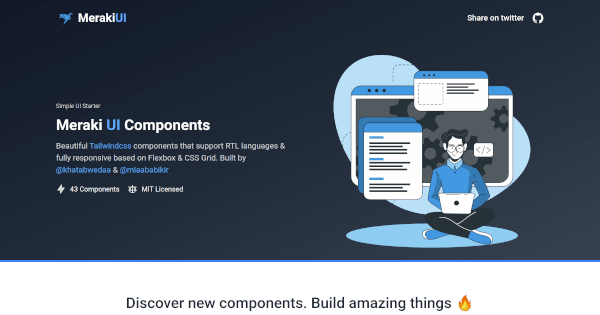 MerakiUI
Share on twitter
Simple UI Starter
Meraki UI Components
Beautiful Tailwindcss components that support RTL languages &
fully responsive based on Flexbox & CSS Grid. Built by
@khatabwedaa & @miaababikir
43 Components
MIT Licensed
</>
Discover new components. Build amazing things 🔥